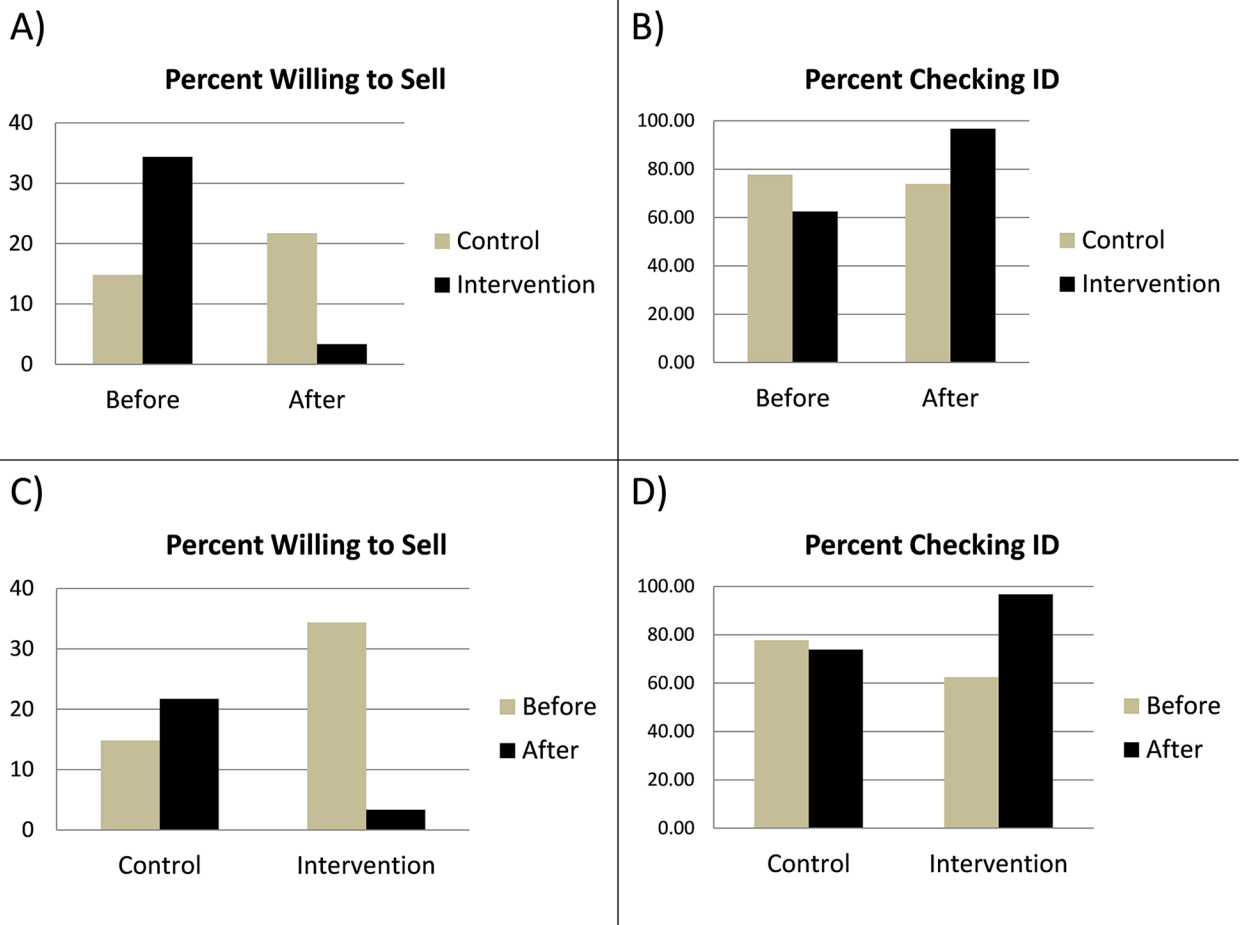 A)
Percent Willing to Sell
40
30
20
10
0
Before
After
Control
Intervention
B)
Percent Checking ID
100.00
80.00
60.00
40.00
20.00
0.00
Before
After
Control
Intervention
C)
Percent Willing to Sell
40
30
20
10
0
Control
Intervention
Before
After
D)
Percent Checking ID
100.00
80.00
60.00
40.00
20.00
0.00
Control
Intervention
Before
After